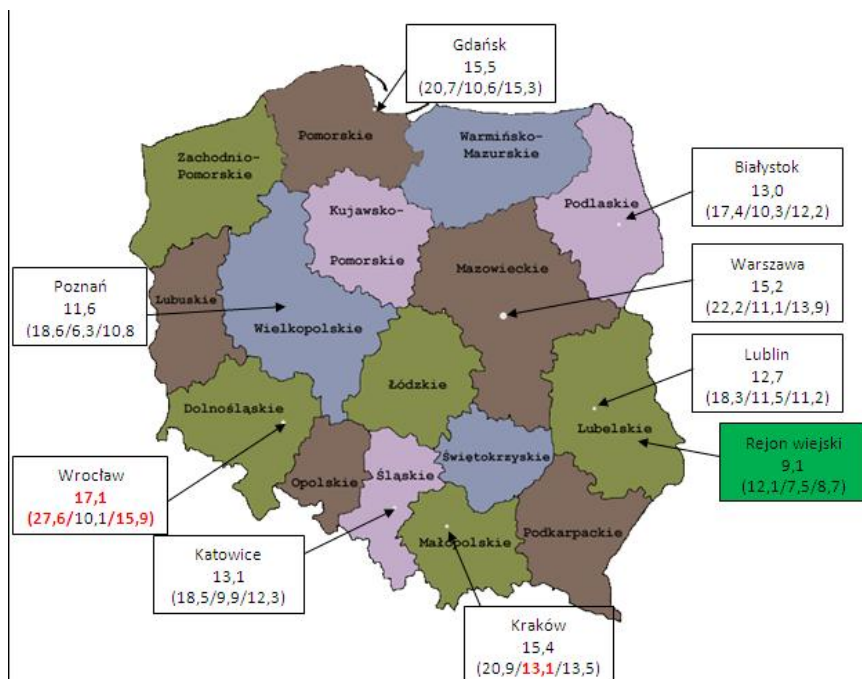 Gdańsk
15,5
(20,7/10,6/15,3)
Pomorskie
Warmińsko-
Mazurskie
Zachodnio-
Pomorskie
Białystok
13,0
(17,4/10,3/12,2)
Podlaskie
Kujawsko-
Pomorskie
Mazowieckie
Warszawa
15,2
(22,2/11,1/13,9)
Poznań
11,6
(18,6/6,3/10,8
Lubuskie
Wielkopolskie
Lublin
12,7
(18,3/11,5/11,2)
Łódzkie
Dolnośląskie
Lubelskie
Rejon wiejski
9,1
(12,1/7,5/8,7)
Wrocław
17,1
(27,6/10,1/15,9)
Opolskie
Śląskie
Świętokrzyskie
Katowice
13,1
(18,5/9,9/12,3)
Małopolskie
Podkarpackie
Kraków
15,4
(20,9/13,1/13,5)